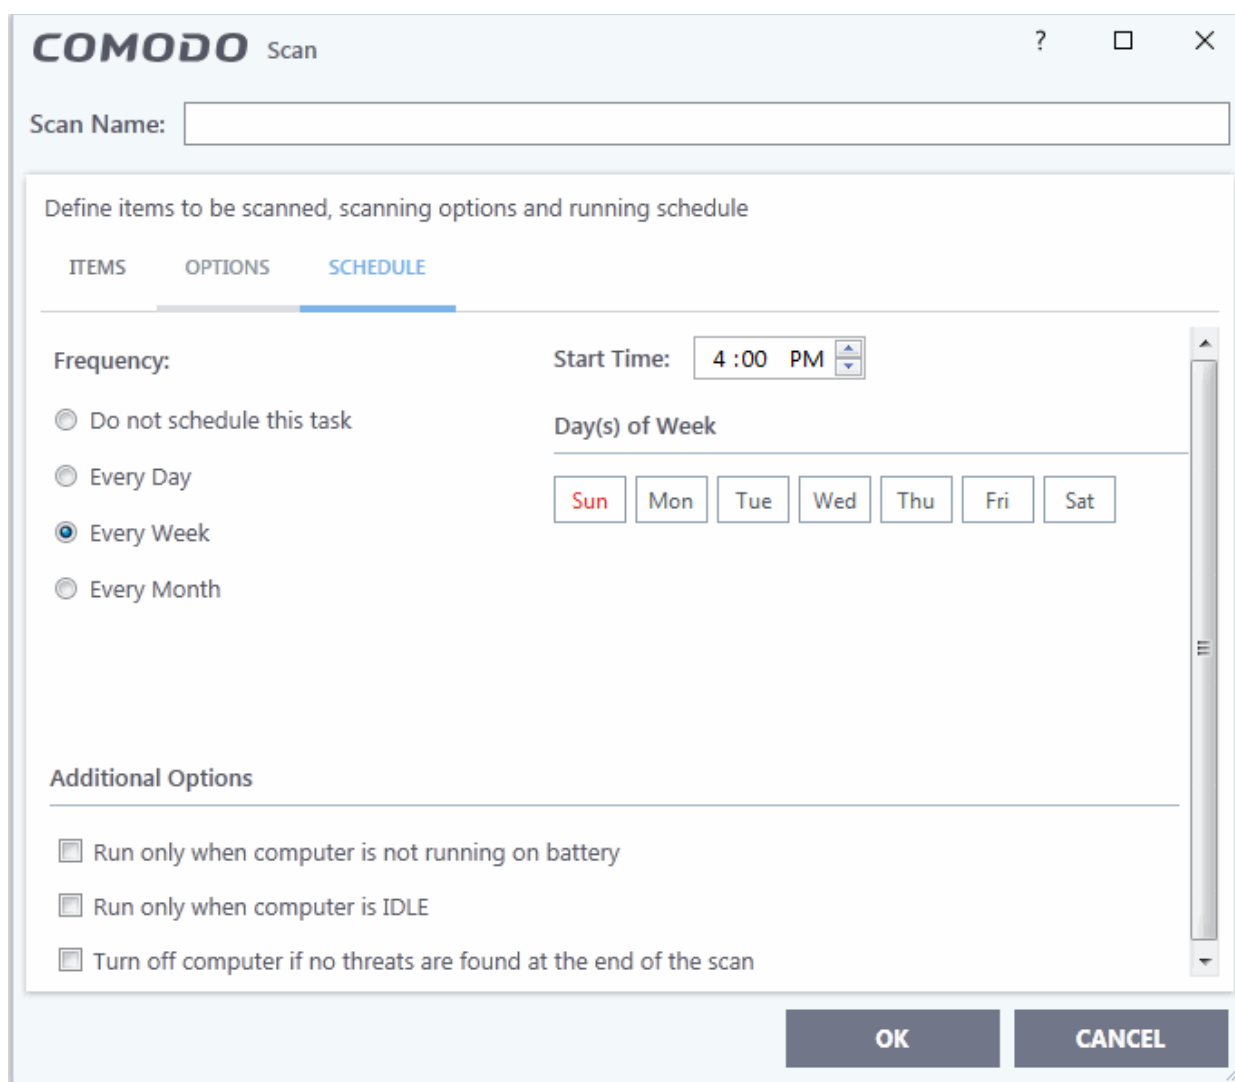 COMODO Scan ?
Scan Name:
Define items to be scanned, scanning options and running schedule
ITEMS OPTIONS SCHEDULE
Frequency:
Do not schedule this task
Every Day
Every Week
Every Month
Start Time: 4 :00 PM
Day(s) of Week
Sun Mon Tue Wed Thu Fri Sat
Additional Options
Run only when computer is not running on battery
Run only when computer is IDLE
Turn off computer if no threats are found at the end of the scan
OK CANCEL